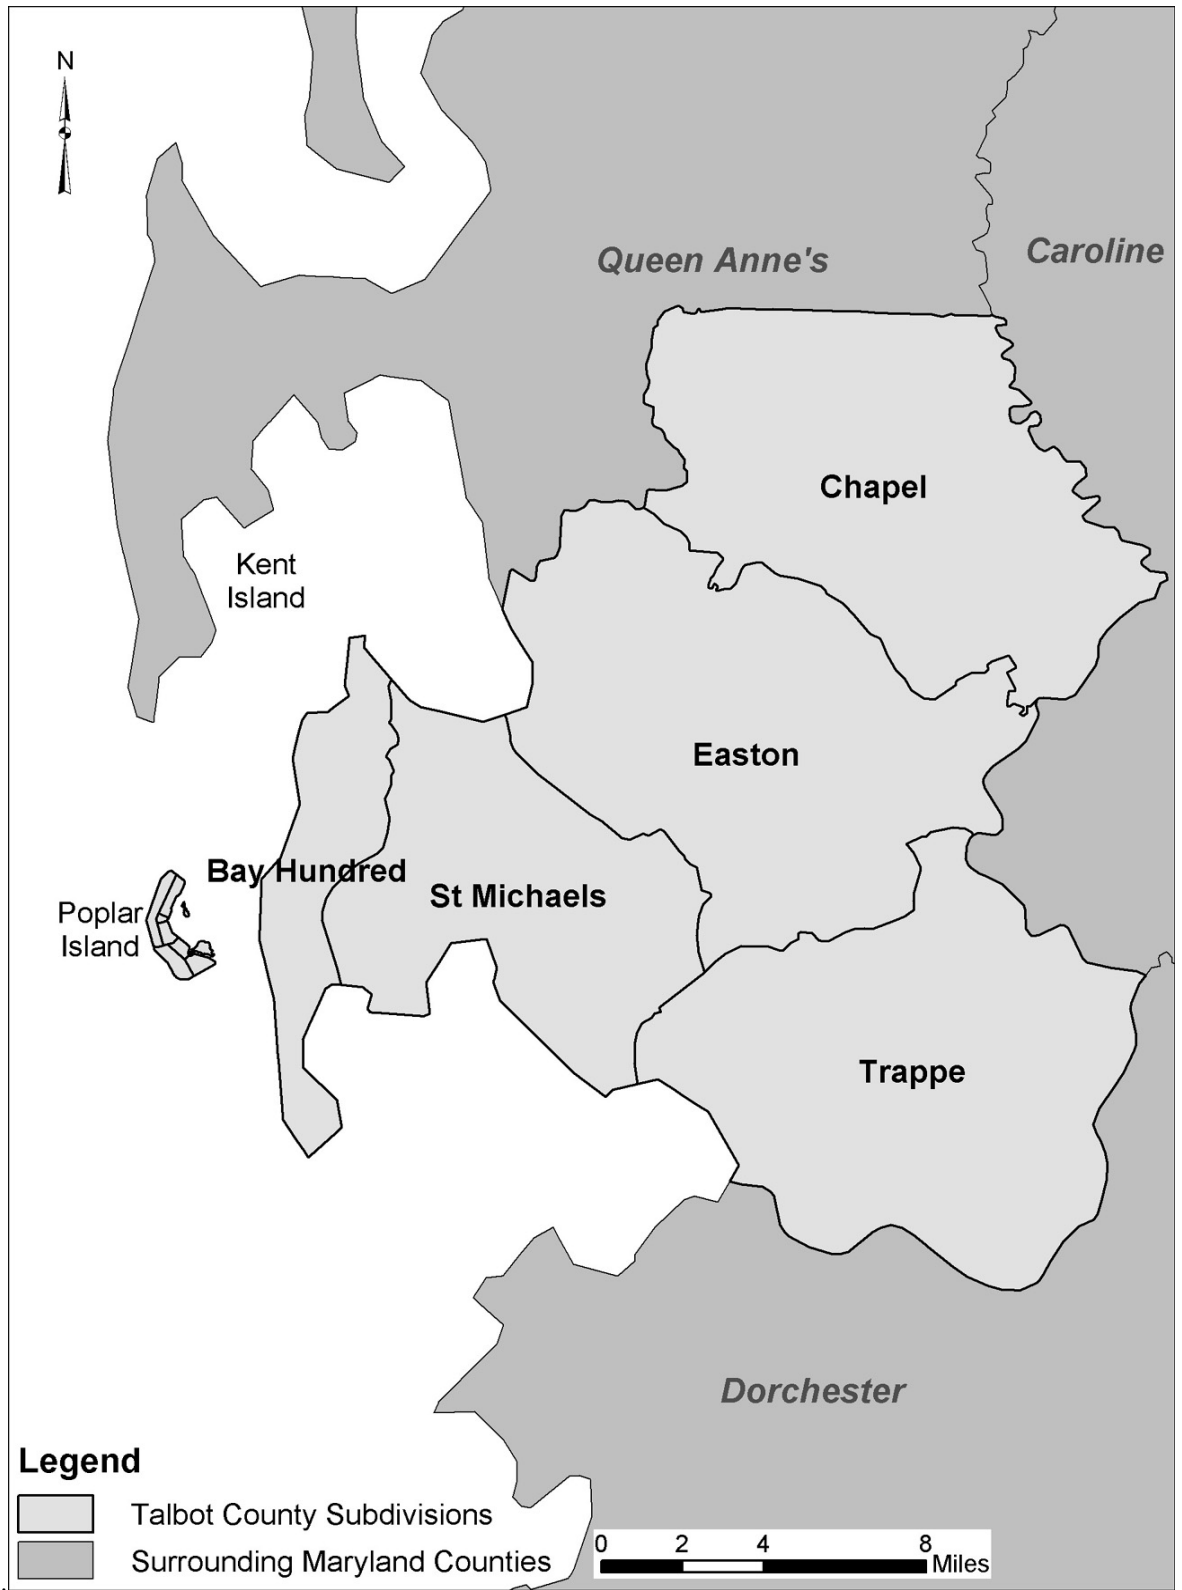 N
Queen Anne's
Caroline
Chapel
Kent
Island
Easton
Bay Hundred
St Michaels
Poplar
Island
Trappe
Dorchester
Legend
Talbot County Subdivisions
Surrounding Maryland Counties
0 2 4 8
Miles